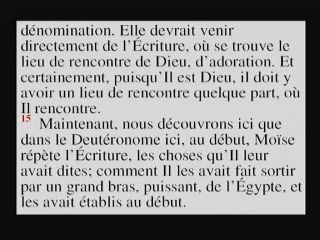 dénomination. Elle devrait venir
directement de l'Écriture, où se trouve le
lieu de rencontre de Dieu, d'adoration. Et
certainement, puisqu'Il est Dieu, il doit y
avoir un lieu de rencontre quelque part, où
Il rencontre.
15 Maintenant, nous découvrons ici que
dans le Deutéronome ici, au début, Moïse
répète l'Écriture, les choses qu'Il leur
avait dites; comment Il les avait fait sortir
par un grand bras, puissant, de l'Égypte, et
les avait établis au début.